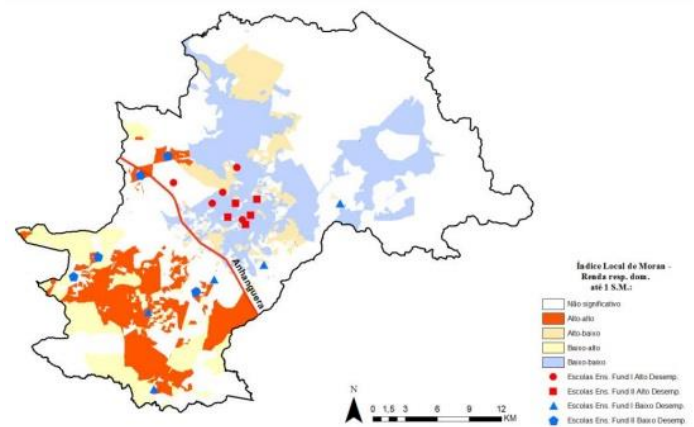 Anhanguera
Índice Local de Moran -
Renda resp. dom.
até 1 S.M.:
Não significativo
Alto-alto
Alto-baixo
Baixo-alto
Baixo-baixo
Escolas Ens. Fund I Alto Desemp.
Escolas Ens. Fund II Alto Desemp.
Escolas Ens. Fund I Baixo Desemp.
Escolas Ens. Fund II Baixo Desemp.
N
0 1,5 3 6 9 12
KM